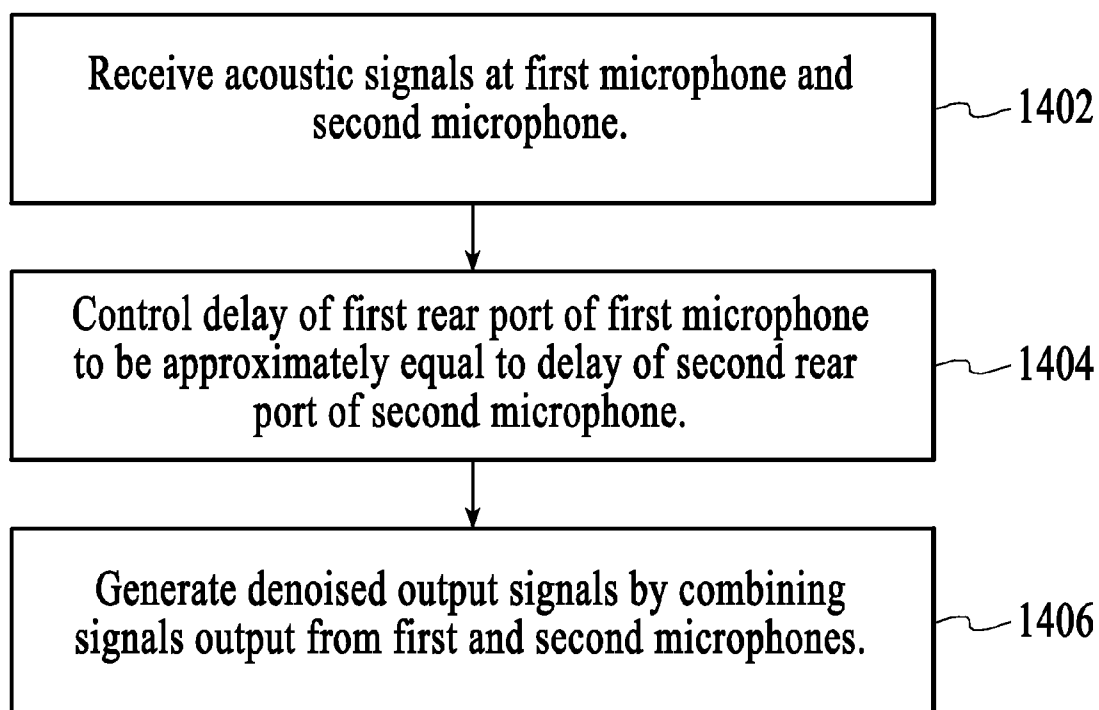 Receive acoustic signals at first microphone and
second microphone.
1402
Control delay of first rear port of first microphone
to be approximately equal to delay of second rear
port of second microphone.
1404
Generate denoised output signals by combining
signals output from first and second microphones.
1406